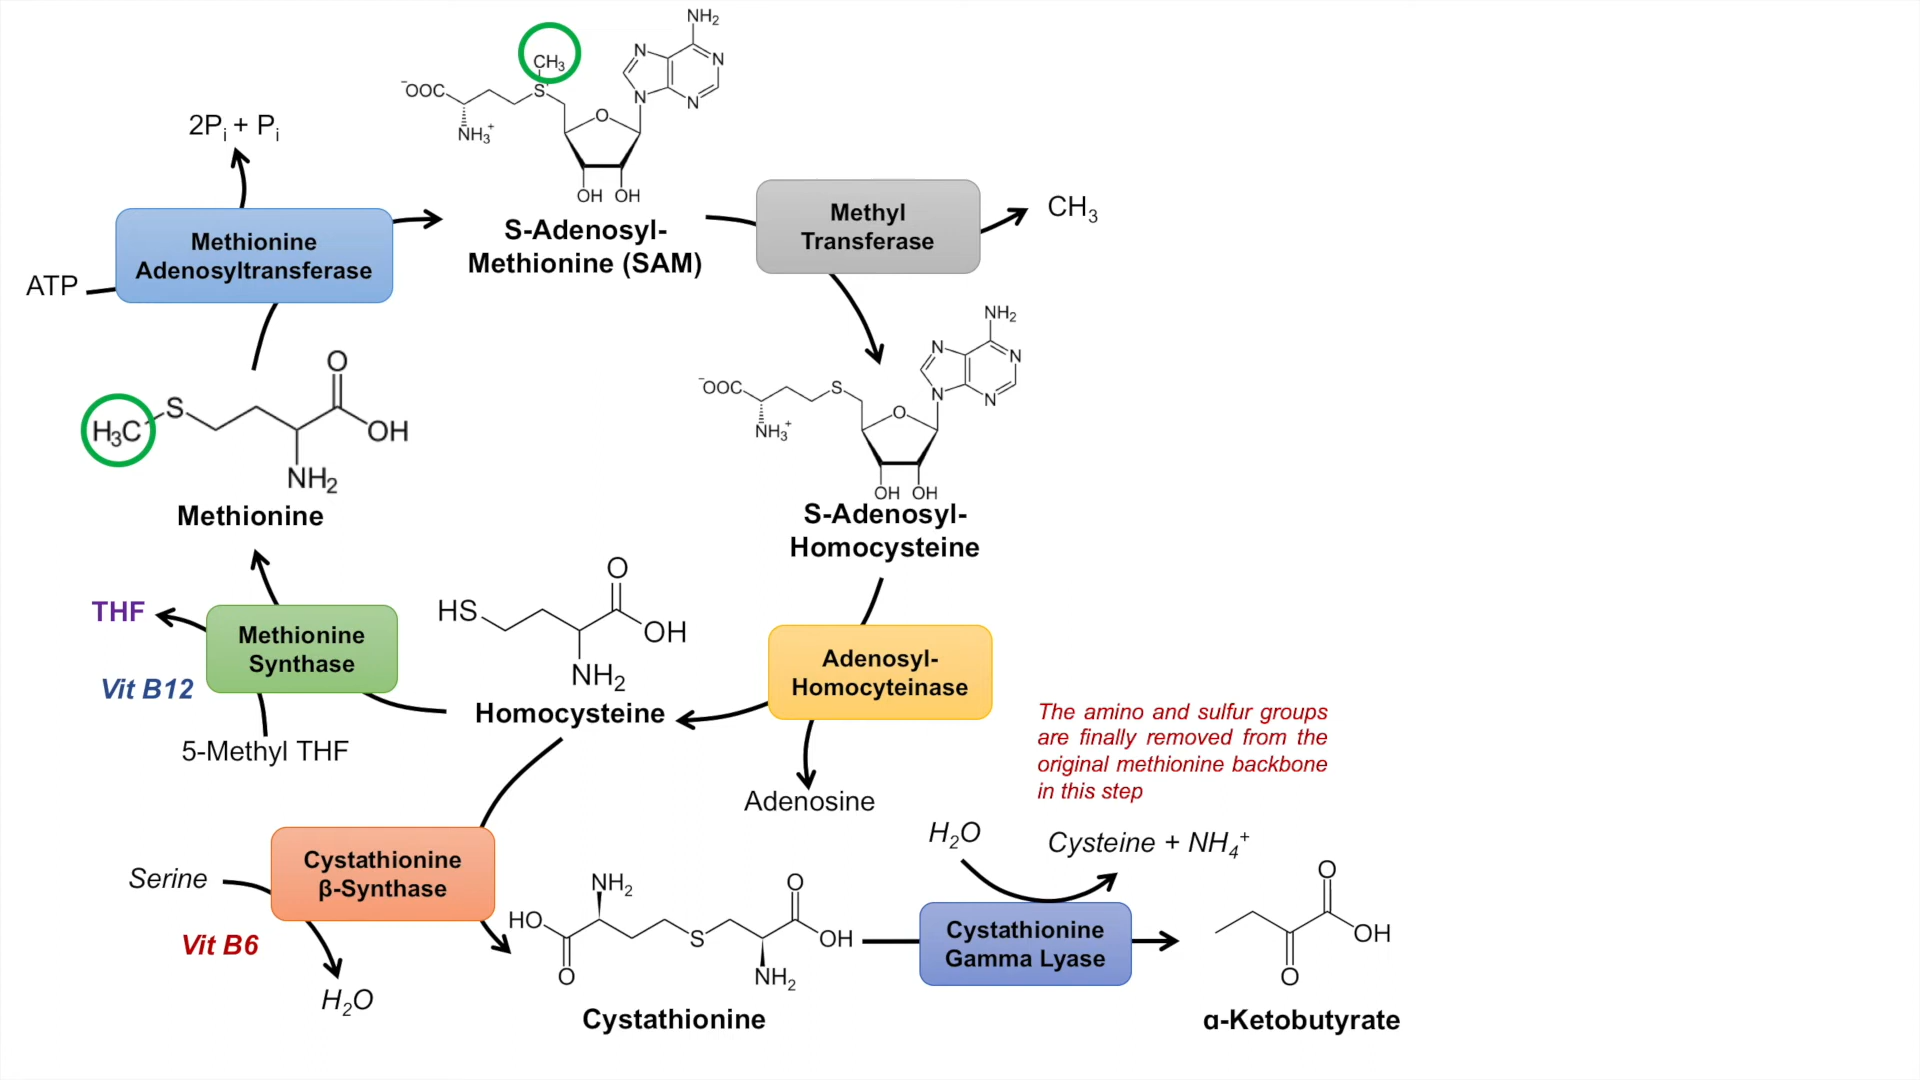 NH₂
CH₃
N
N
⁻OOC
S⁺
N
N
NH₃⁺
O
OH
OH
2Pᵢ + Pᵢ
S-Adenosyl-
Methionine (SAM)
Methionine
Adenosyltransferase
ATP
Methyl
Transferase
CH₃
O
H₃C
S
OH
NH₂
Methionine
NH₂
N
N
⁻OOC
S
N
N
NH₃⁺
O
OH
OH
S-Adenosyl-
Homocysteine
THF
Methionine
Synthase
Vit B12
5-Methyl THF
O
HS
OH
NH₂
Homocysteine
Adenosyl-
Homocyteinase
Adenosine
The amino and sulfur groups
are finally removed from the
original methionine backbone
in this step
Serine
Cystathionine
β-Synthase
Vit B6
H₂O
NH₂
O
HO
S
OH
O
NH₂
Cystathionine
H₂O
Cysteine + NH₄⁺
Cystathionine
Gamma Lyase
O
OH
O
α-Ketobutyrate